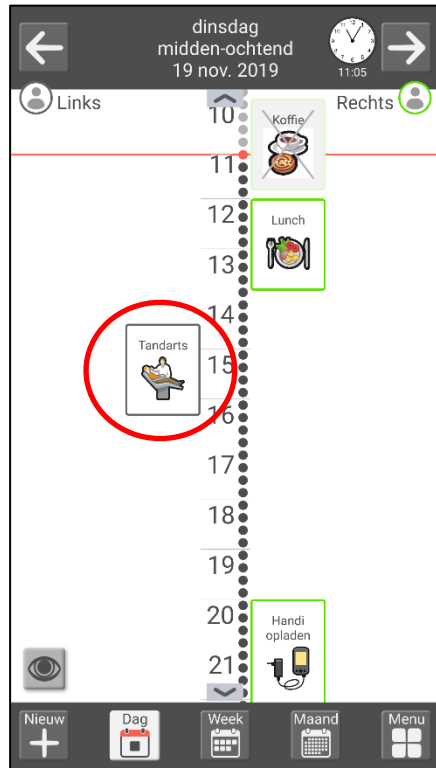 dinsdag
midden-ochtend
19 nov. 2019
11:05
Links
Rechts
10
Koffie
11
12
Lunch
13
14
Tandarts
15
16
17
18
19
20
Handi
opladen
21
Nieuw
Dag
Week
Maand
Menu